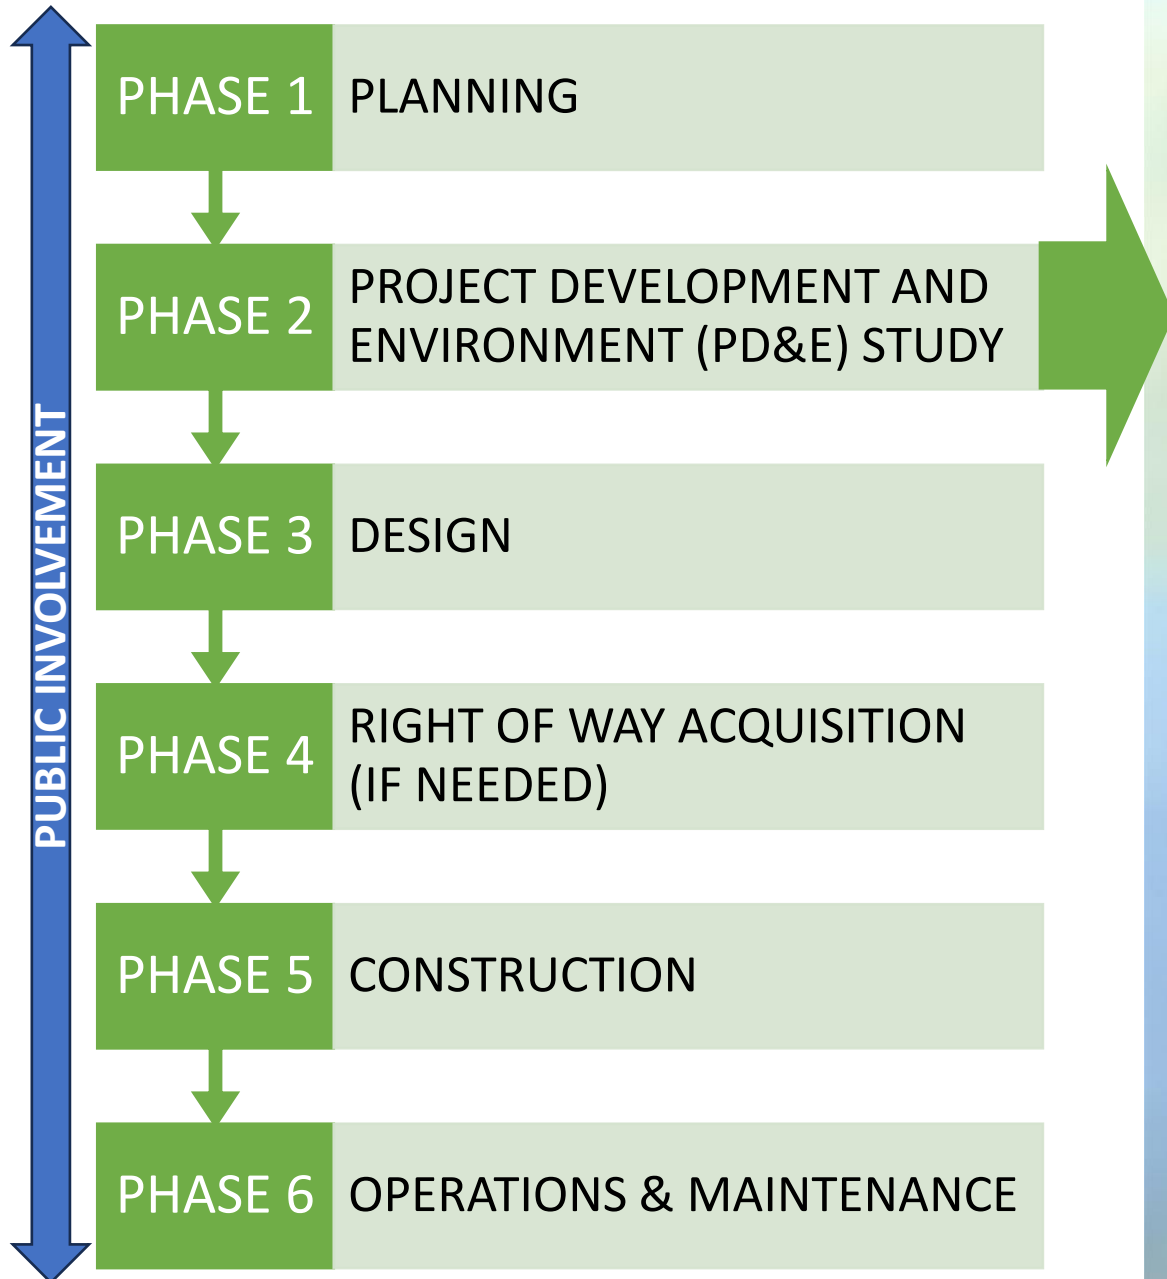 PUBLIC INVOLVEMENT
PHASE 1
PLANNING
PHASE 2
PROJECT DEVELOPMENT AND
ENVIRONMENT (PD&E) STUDY
PHASE 3
DESIGN
PHASE 4
RIGHT OF WAY ACQUISITION
(IF NEEDED)
PHASE 5
CONSTRUCTION
PHASE 6
OPERATIONS & MAINTENANCE